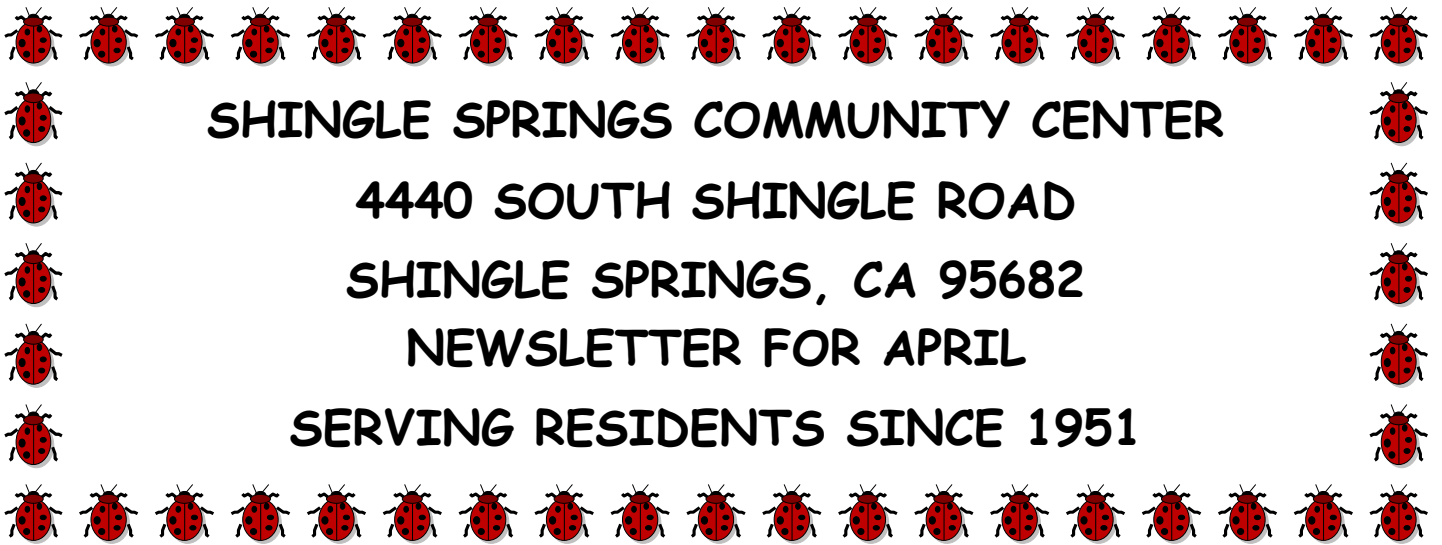 SHINGLE SPRINGS COMMUNITY CENTER
4440 SOUTH SHINGLE ROAD
SHINGLE SPRINGS, CA 95682
NEWSLETTER FOR APRIL
SERVING RESIDENTS SINCE 1951